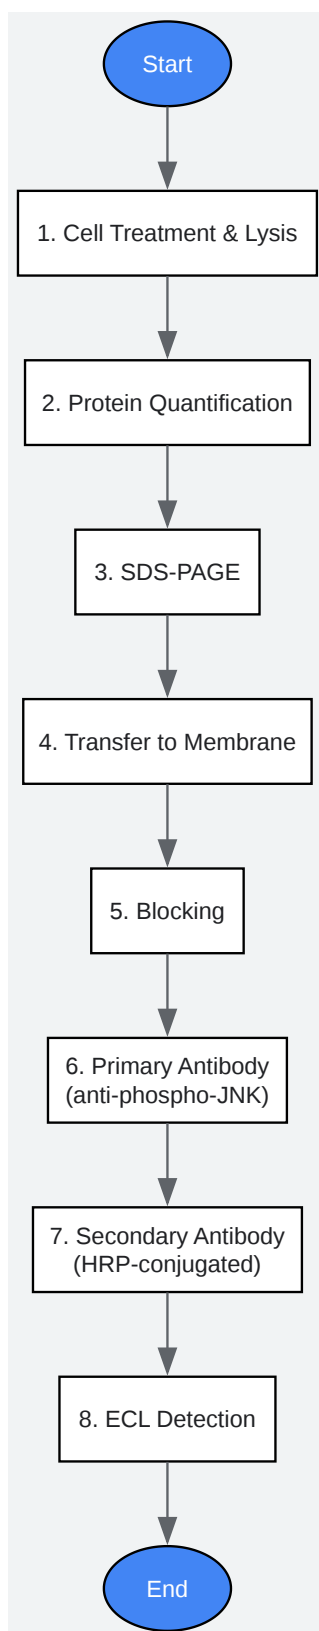 Start
1. Cell Treatment & Lysis
2. Protein Quantification
3. SDS-PAGE
4. Transfer to Membrane
5. Blocking
6. Primary Antibody
(anti-phospho-JNK)
7. Secondary Antibody
(HRP-conjugated)
8. ECL Detection
End